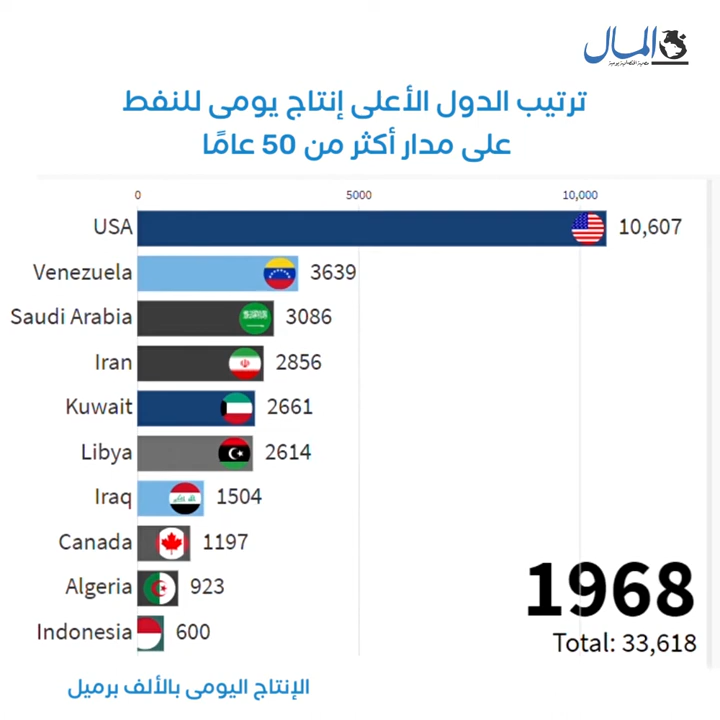 المال
ترتيب الدول الأعلى إنتاج يومى للنفط
على مدار أكثر من 50 عامًا
0 5000 10,000
USA 10,607
Venezuela 3639
Saudi Arabia 3086
Iran 2856
Kuwait 2661
Libya 2614
Iraq 1504
Canada 1197
Algeria 923
Indonesia 600
1968
Total: 33,618
الإنتاج اليومى بالألف برميل